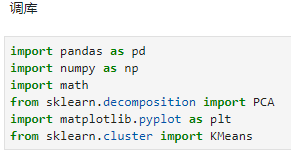 调库
import pandas as pd
import numpy as np
import math
from sklearn.decomposition import PCA
import matplotlib.pyplot as plt
from sklearn.cluster import KMeans